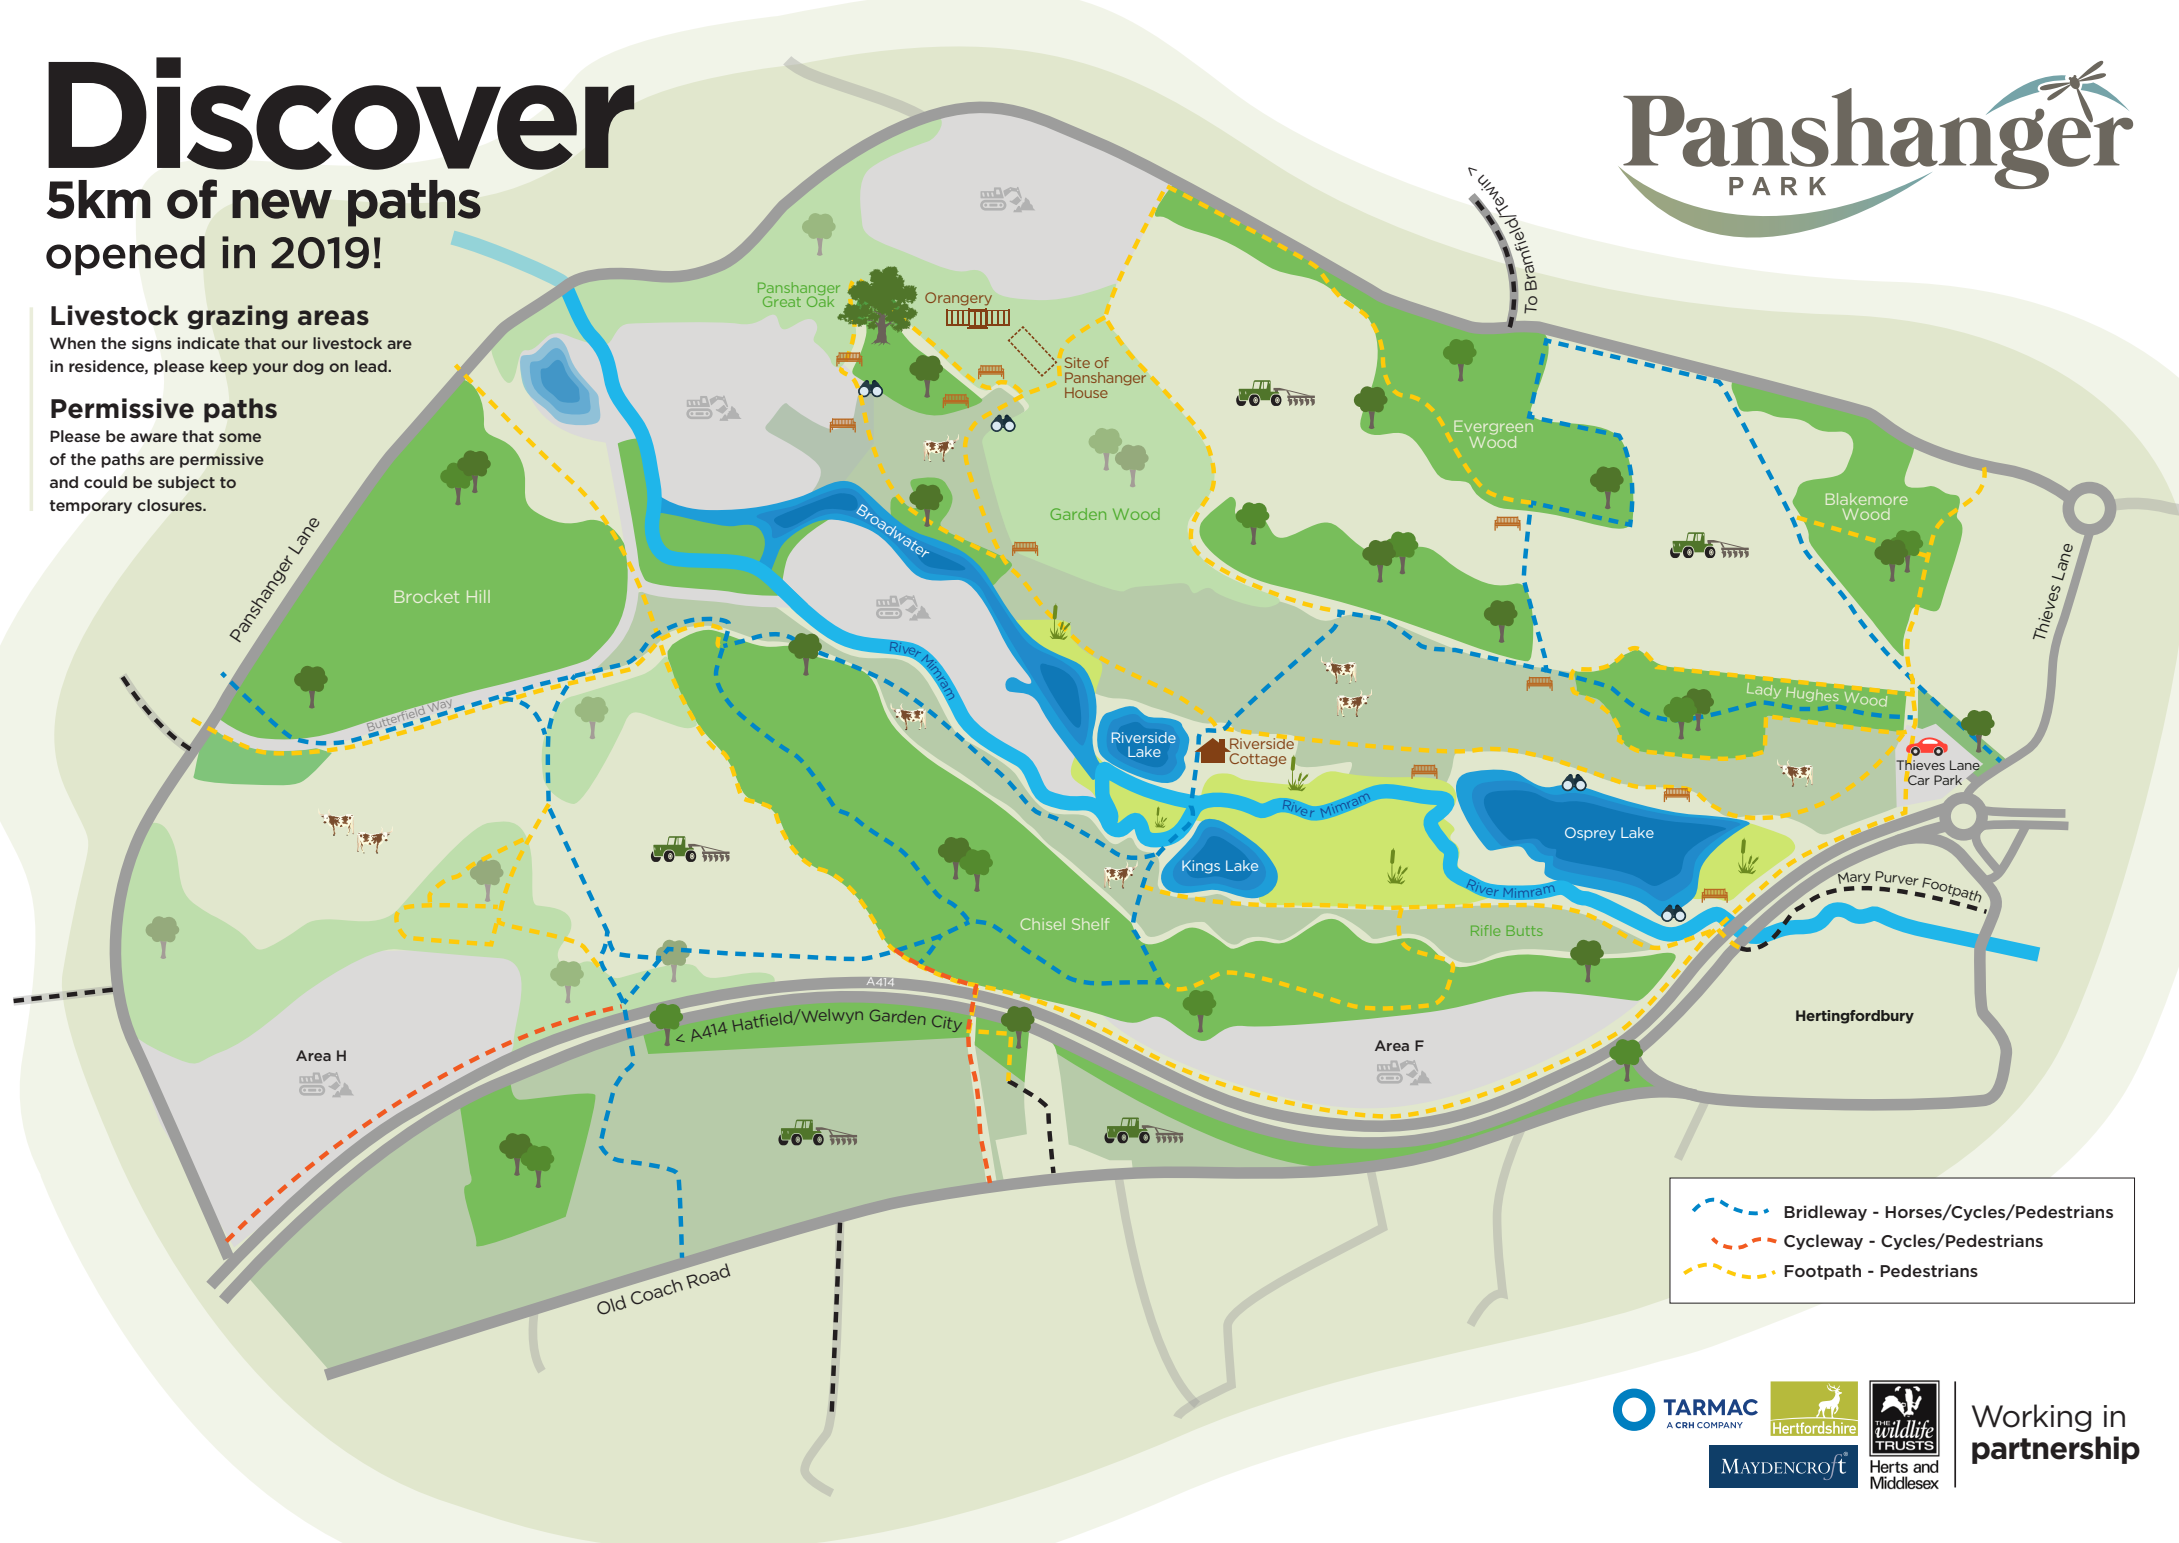 Discover
5km of new paths
opened in 2019!
Livestock grazing areas
When the signs indicate that our livestock are
in residence, please keep your dog on lead.
Permissive paths
Please be aware that some
of the paths are permissive
and could be subject to
temporary closures.
Panshanger
PARK
To Bramfield/Tewin >
Panshanger
Great Oak
Orangery
Site of
Panshanger
House
Evergreen
Wood
Blakemore
Wood
Garden Wood
Broadwater
Panshanger Lane
Thieves Lane
Brocket Hill
River Mimram
Butterfield Way
Lady Hughes Wood
Riverside
Lake
Riverside
Cottage
Thieves Lane
Car Park
River Mimram
Osprey Lake
Kings Lake
River Mimram
Mary Purver Footpath
Chisel Shelf
Rifle Butts
A414
< A414 Hatfield/Welwyn Garden City
Hertingfordbury
Area H
Area F
Old Coach Road
Bridleway - Horses/Cycles/Pedestrians
Cycleway - Cycles/Pedestrians
Footpath - Pedestrians
TARMAC
A CRH COMPANY
Hertfordshire
MAYDENCROft®
THE
wildlife
TRUSTS
Herts and
Middlesex
Working in
partnership